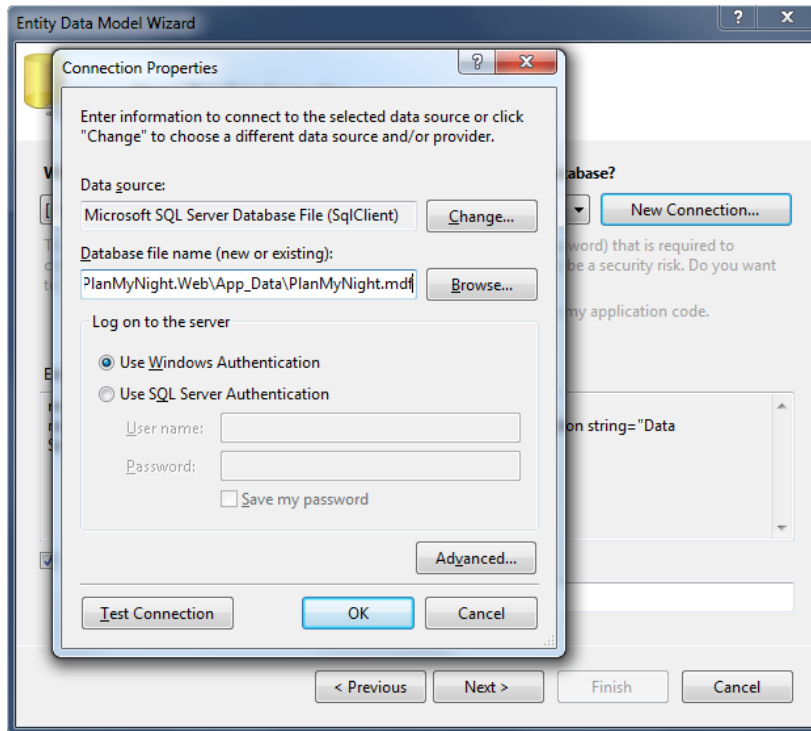 Entity Data Model Wizard
Connection Properties
Enter information to connect to the selected data source or click
"Change" to choose a different data source and/or provider.
abase?
Data source:
Microsoft SQL Server Database File (SqlClient)
Change...
New Connection...
Database file name (new or existing):
word) that is required to
be a security risk. Do you want
PlanMyNight.Web\App_Data\PlanMyNight.mdf
Browse...
my application code.
Log on to the server
Use Windows Authentication
Use SQL Server Authentication
on string="Data
User name:
Password:
Save my password
Advanced...
Test Connection
OK
Cancel
< Previous
Next >
Finish
Cancel